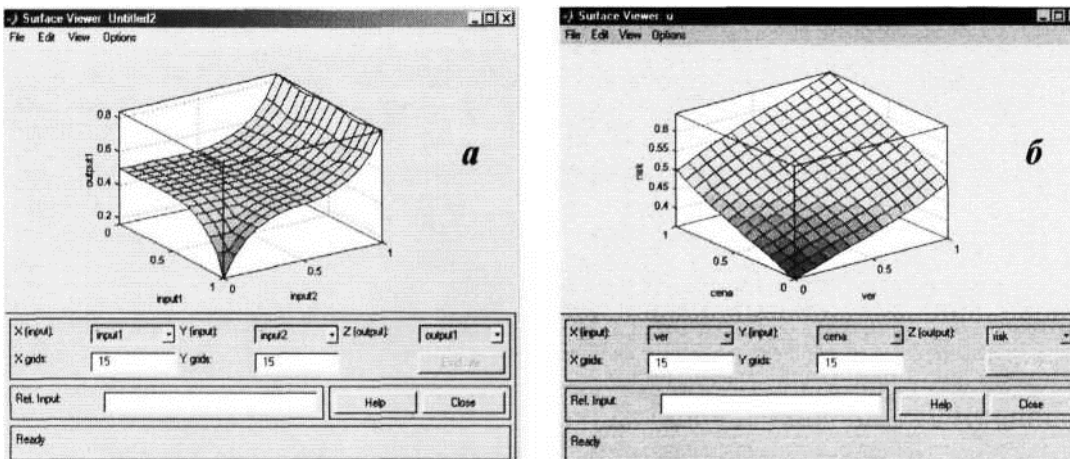 Surface Viewer: Untitled2
File Edit View Options
0.8
0.6
0.4
0.2
output1
0
0.5
1
input1
0
0.5
1
input2
а
X (input):
input1
Y (input):
input2
Z (output):
output1
X grids:
15
Y grids:
15
Evaluate
Ref. Input:
Help
Close
Ready
Surface Viewer: u
File Edit View Options
0.6
0.55
0.5
0.45
0.4
risk
1
0.5
0
cena
0
0.5
1
ver
б
X (input):
ver
Y (input):
cena
Z (output):
risk
X grids:
15
Y grids:
15
Ref. Input:
Help
Close
Ready